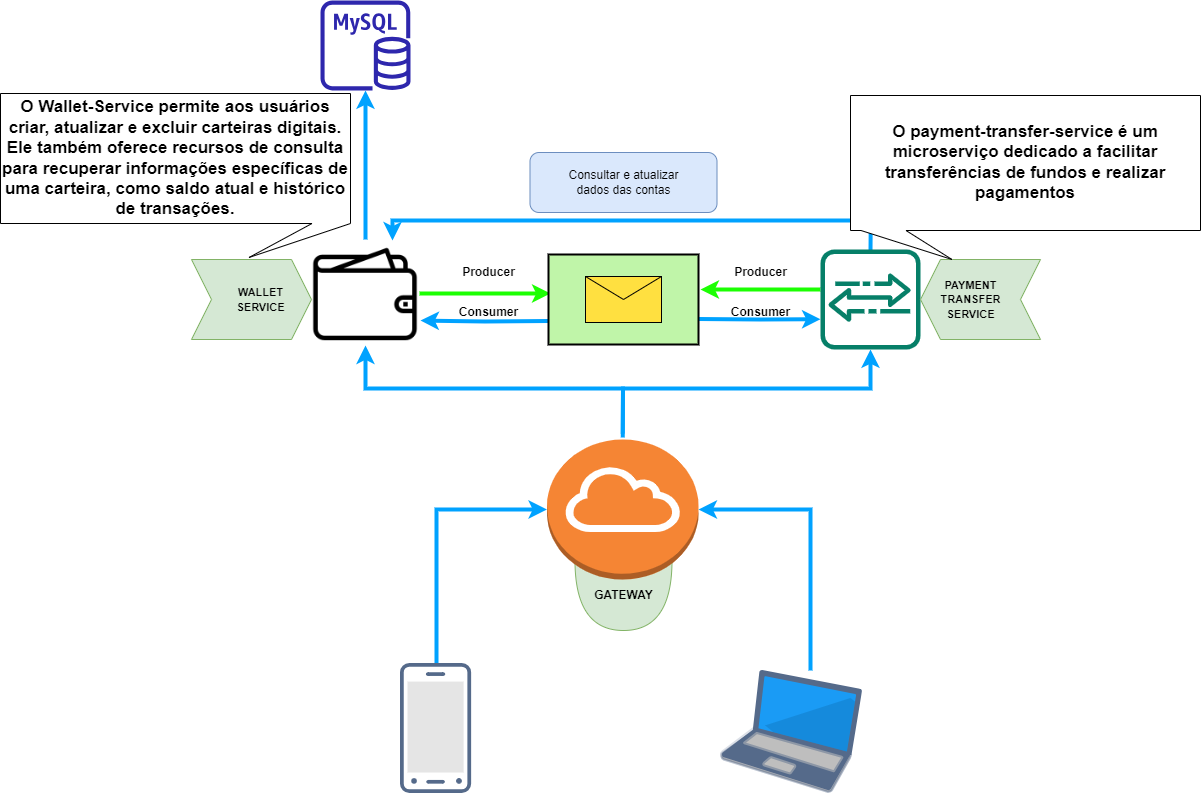 MySQL
O Wallet-Service permite aos usuários
criar, atualizar e excluir carteiras digitais.
Ele também oferece recursos de consulta
para recuperar informações específicas de
uma carteira, como saldo atual e histórico
de transações.
O payment-transfer-service é um
microserviço dedicado a facilitar
transferências de fundos e realizar
pagamentos
Consultar e atualizar
dados das contas
WALLET
SERVICE
Producer
Consumer
Producer
Consumer
PAYMENT
TRANSFER
SERVICE
GATEWAY